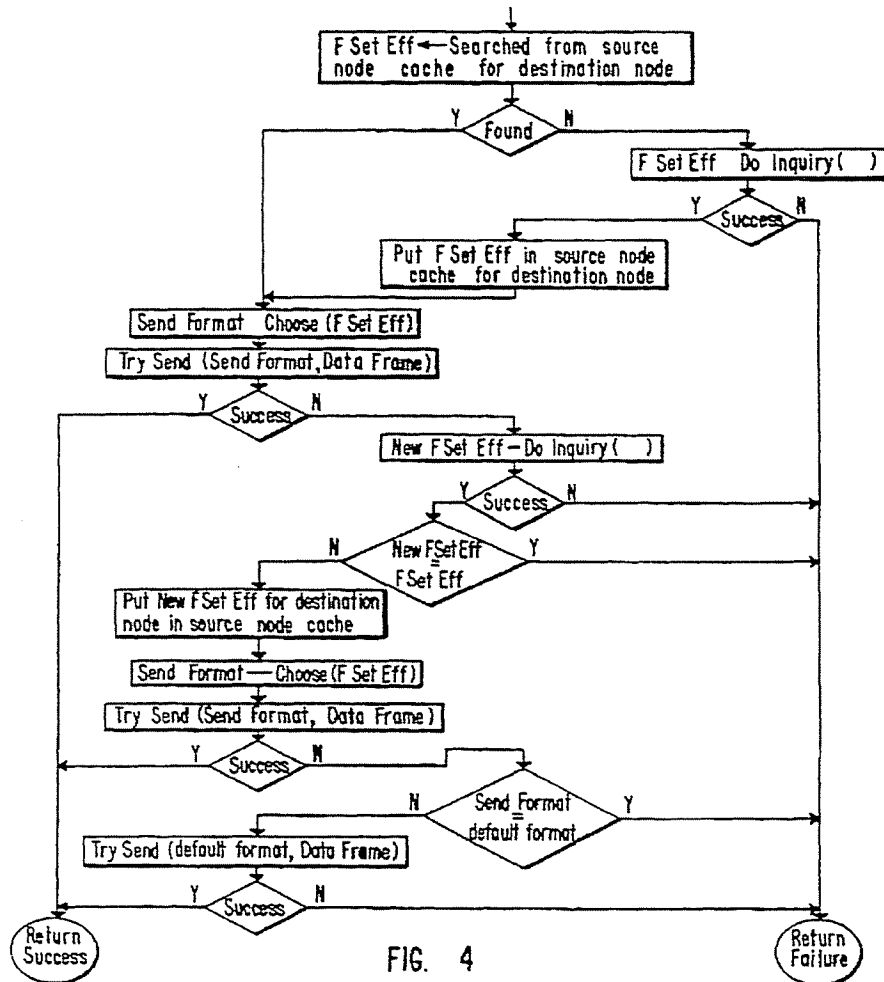 F Set Eff ← Searched from source
node cache for destination node
Y
Found
N
F Set Eff Do Inquiry ( )
Y
Success
N
Put F Set Eff in source node
cache for destination node
Send Format Choose (F Set Eff)
Try Send (Send Format, Data Frame)
Y
Success
N
New F Set Eff – Do Inquiry ( )
Y
Success
N
N
New FSet Eff
=
F Set Eff
Y
Put New F Set Eff for destination
node in source node cache
Send Format — Choose (F Set Eff)
Try Send (Send Format, Data Frame)
Y
Success
N
N
Send Format
=
default format
Y
Try Send (default format, Data Frame)
Y
Success
N
Return
Success
Return
Failure
FIG. 4